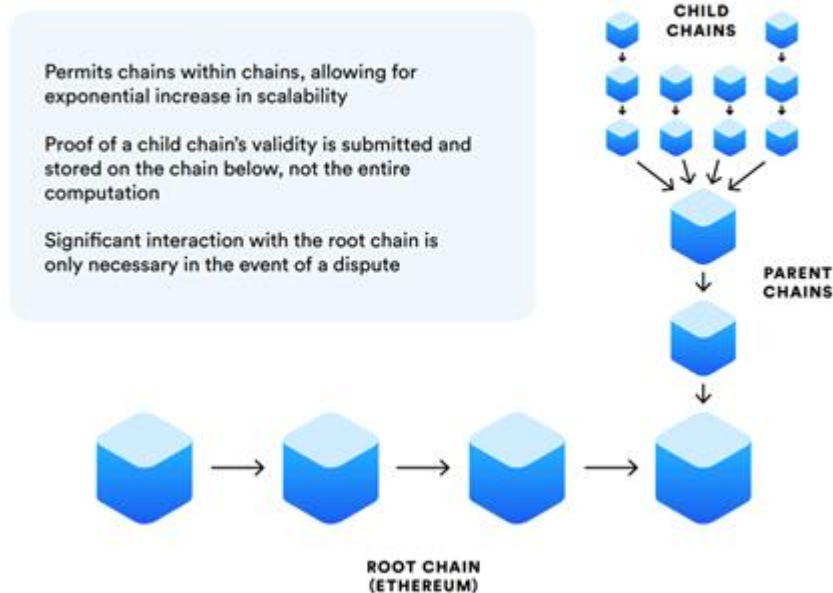 CHILD
CHAINS
Permits chains within chains, allowing for
exponential increase in scalability
Proof of a child chain's validity is submitted and
stored on the chain below, not the entire
computation
Significant interaction with the root chain is
only necessary in the event of a dispute
PARENT
CHAINS
ROOT CHAIN
(ETHEREUM)